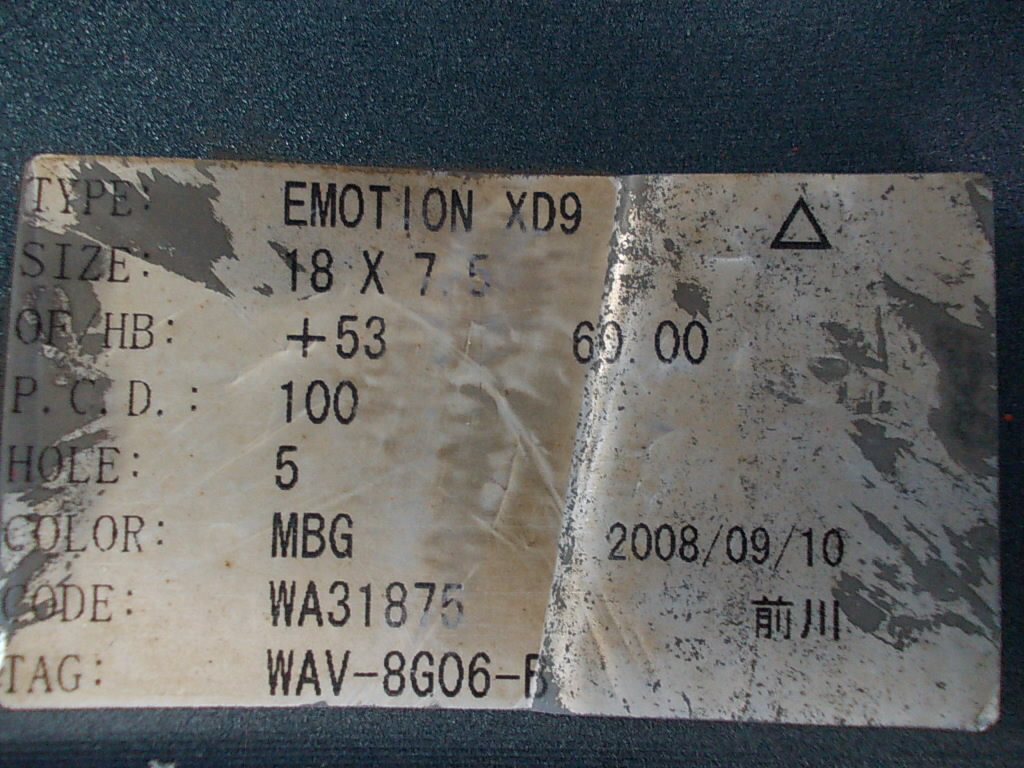 TYPE: EMOTION XD9 △
SIZE: 18 X 7.5
OF/HB: +53 60.00
P.C.D.: 100
HOLE: 5
COLOR: MBG 2008/09/10
CODE: WA31875 前川
TAG: WAV-8G06-B